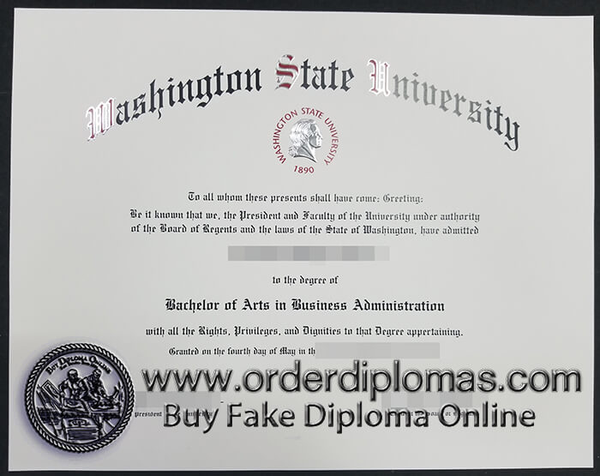 Washington State University
WASHINGTON STATE UNIVERSITY
1890
To all whom these presents shall have come: Greeting:
Be it known that we, the President and Faculty of the University under authority
of the Board of Regents and the laws of the State of Washington, have admitted
to the degree of
Bachelor of Arts in Business Administration
with all the Rights, Privileges, and Dignities to that Degree appertaining.
Granted on the fourth day of May in th
Buy Diploma Online
www.orderdiplomas.com
Buy Fake Diploma Online
President